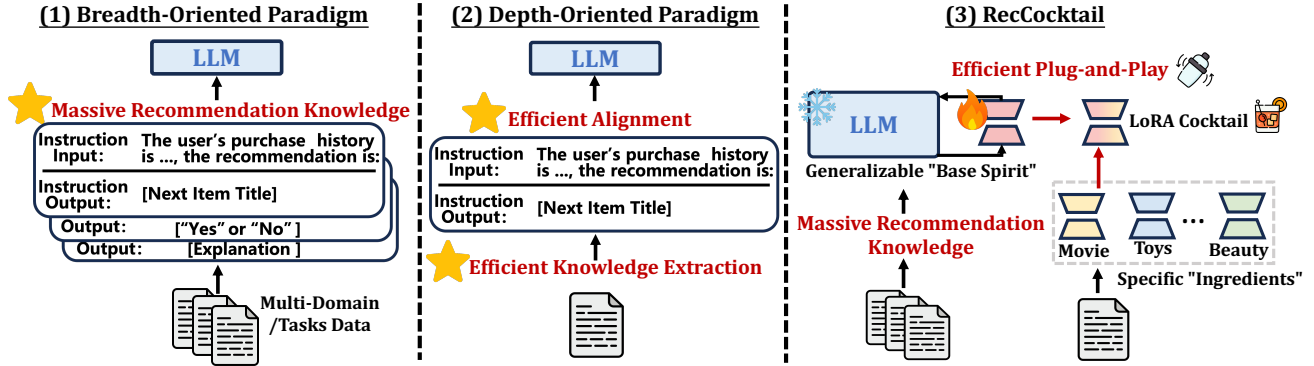 (1) Breadth-Oriented Paradigm
LLM
Massive Recommendation Knowledge
Instruction Input: The user's purchase history
is ..., the recommendation is:
Instruction Output: [Next Item Title]
Output: ["Yes" or "No" ]
Output: [Explanation ]
Multi-Domain
/Tasks Data
(2) Depth-Oriented Paradigm
LLM
Efficient Alignment
Instruction Input: The user's purchase history
is ..., the recommendation is:
Instruction Output: [Next Item Title]
Efficient Knowledge Extraction
(3) RecCocktail
Efficient Plug-and-Play
LLM
LoRA Cocktail
Generalizable "Base Spirit"
Massive Recommendation
Knowledge
...
Movie Toys Beauty
Specific "Ingredients"